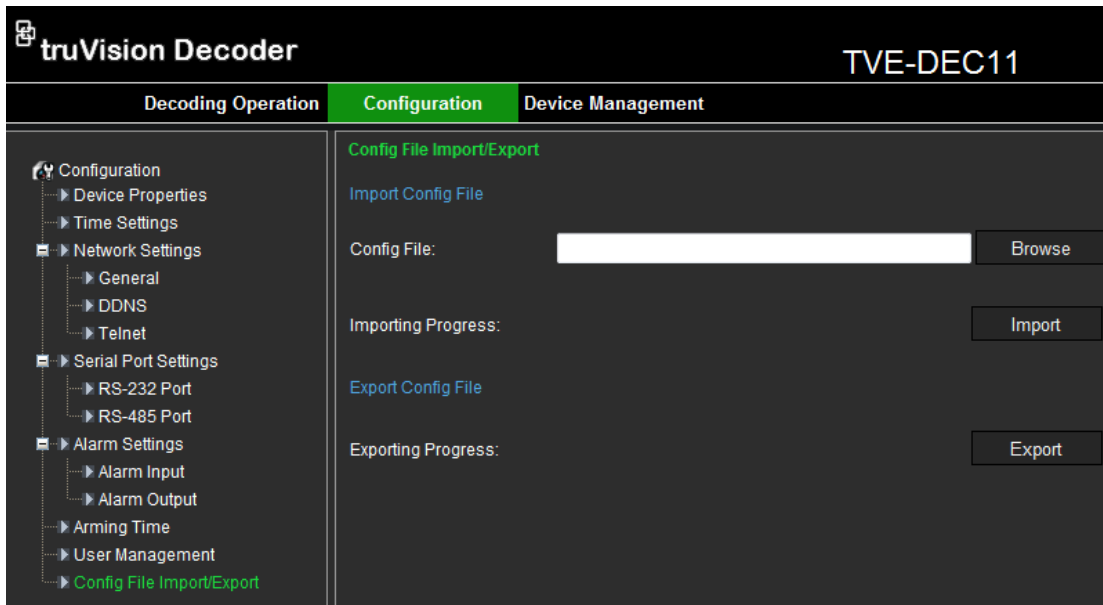 truVision Decoder
TVE-DEC11
Decoding Operation Configuration Device Management
Configuration
Device Properties
Time Settings
Network Settings
General
DDNS
Telnet
Serial Port Settings
RS-232 Port
RS-485 Port
Alarm Settings
Alarm Input
Alarm Output
Arming Time
User Management
Config File Import/Export
Config File Import/Export
Import Config File
Config File: Browse
Importing Progress: Import
Export Config File
Exporting Progress: Export